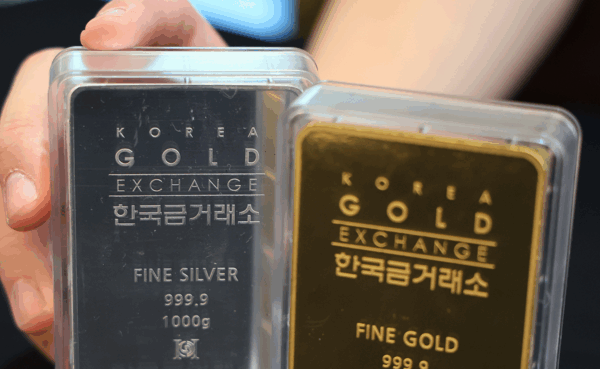 KOREA
GOLD
EXCHANGE
한국금거래소
FINE SILVER
999.9
1000g
KOREA
GOLD
EXCHANGE
한국금거래소
FINE GOLD
999.9